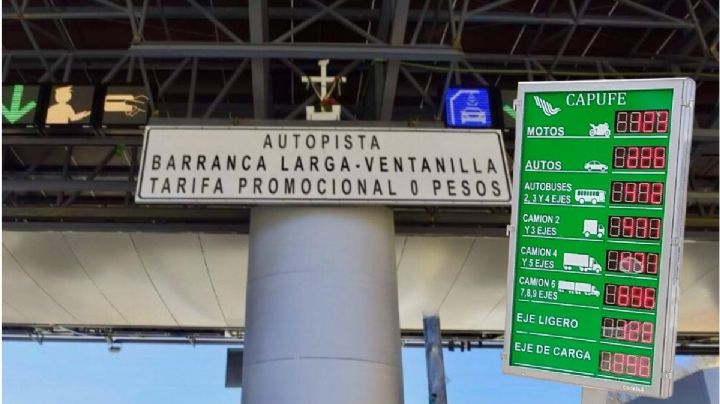 AUTOPISTA
BARRANCA LARGA-VENTANILLA
TARIFA PROMOCIONAL 0 PESOS
CAPUFE
MOTOS
AUTOS
AUTOBUSES
2, 3 Y 4 EJES
CAMION 2
Y 3 EJES
CAMION 4
Y 5 EJES
CAMION 6
7,8,9 EJES
EJE LIGERO
EJE DE CARGA